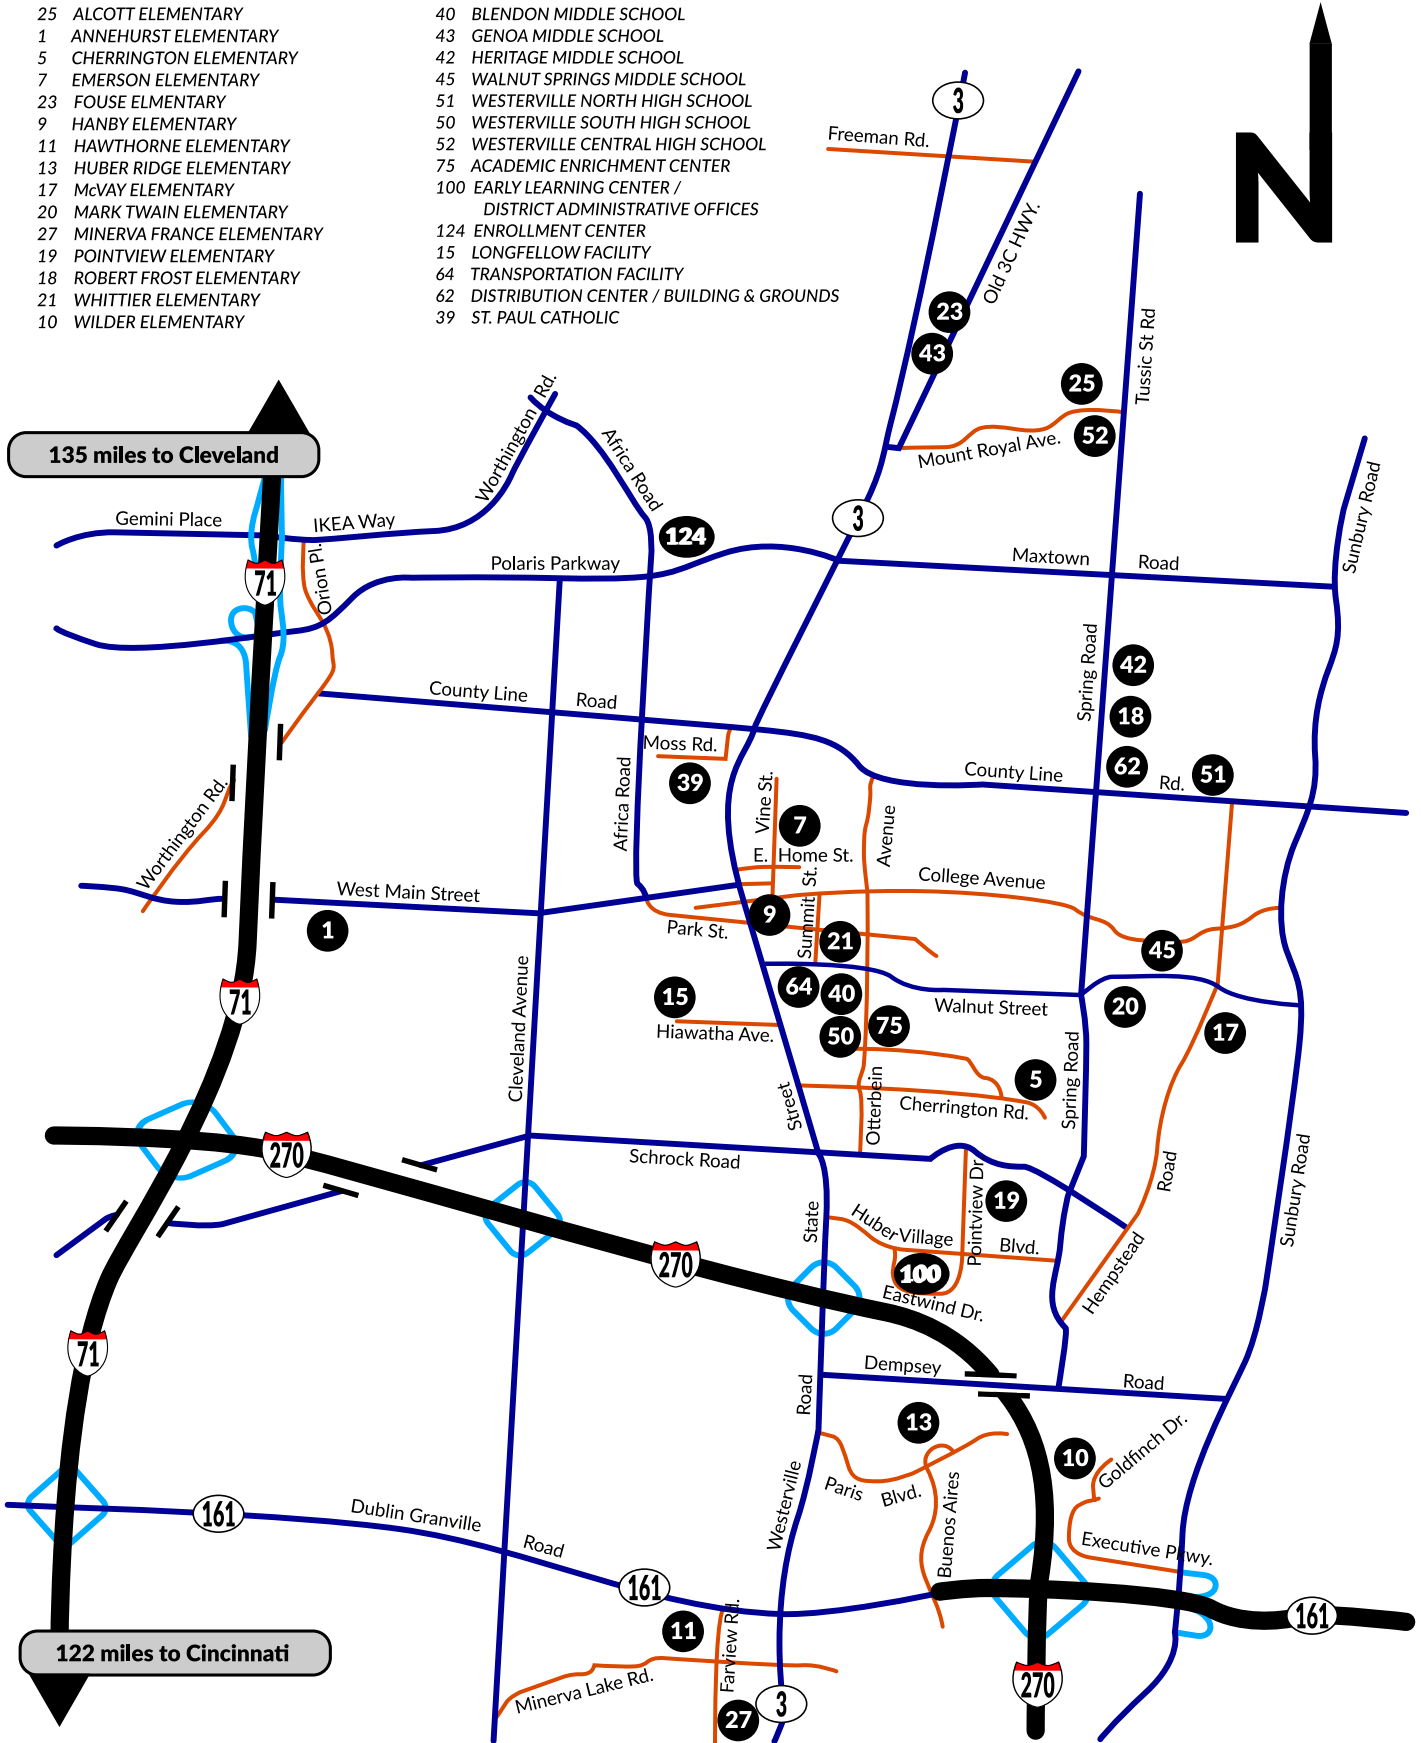 25 ALCOTT ELEMENTARY
1 ANNEHURST ELEMENTARY
5 CHERRINGTON ELEMENTARY
7 EMERSON ELEMENTARY
23 FOUSE ELMENTARY
9 HANBY ELEMENTARY
11 HAWTHORNE ELEMENTARY
13 HUBER RIDGE ELEMENTARY
17 McVAY ELEMENTARY
20 MARK TWAIN ELEMENTARY
27 MINERVA FRANCE ELEMENTARY
19 POINTVIEW ELEMENTARY
18 ROBERT FROST ELEMENTARY
21 WHITTIER ELEMENTARY
10 WILDER ELEMENTARY
40 BLENDON MIDDLE SCHOOL
43 GENOA MIDDLE SCHOOL
42 HERITAGE MIDDLE SCHOOL
45 WALNUT SPRINGS MIDDLE SCHOOL
51 WESTERVILLE NORTH HIGH SCHOOL
50 WESTERVILLE SOUTH HIGH SCHOOL
52 WESTERVILLE CENTRAL HIGH SCHOOL
75 ACADEMIC ENRICHMENT CENTER
100 EARLY LEARNING CENTER /
DISTRICT ADMINISTRATIVE OFFICES
124 ENROLLMENT CENTER
15 LONGFELLOW FACILITY
64 TRANSPORTATION FACILITY
62 DISTRIBUTION CENTER / BUILDING & GROUNDS
39 ST. PAUL CATHOLIC
N
3
Freeman Rd.
Old 3C HWY.
23
43
Tussic St Rd
25
52
Mount Royal Ave.
135 miles to Cleveland
Worthington Rd.
Africa Road
Sunbury Road
Gemini Place
IKEA Way
3
124
71
Orion Pl.
Polaris Parkway
Maxtown Road
Spring Road
42
18
62
51
County Line Road
Moss Rd.
39
County Line Rd.
Africa Road
Vine St.
7
Avenue
Worthington Rd.
E. Home St.
West Main Street
College Avenue
1
9
Summit St.
Park St.
21
45
71
15
64
40
Walnut Street
20
17
Hiawatha Ave.
50
75
Cleveland Avenue
5
Spring Road
Street
Otterbein
Cherrington Rd.
270
Schrock Road
Pointview Dr
19
Road
Sunbury Road
State
Huber Village Blvd.
270
100
Eastwind Dr.
Hempstead
71
Dempsey Road
Road
13
10
Goldfinch Dr.
Paris Blvd.
Buenos Aires
Westerville
161
Dublin Granville Road
Executive Pkwy.
161
161
11
Farview Rd.
122 miles to Cincinnati
Minerva Lake Rd.
27
3
270